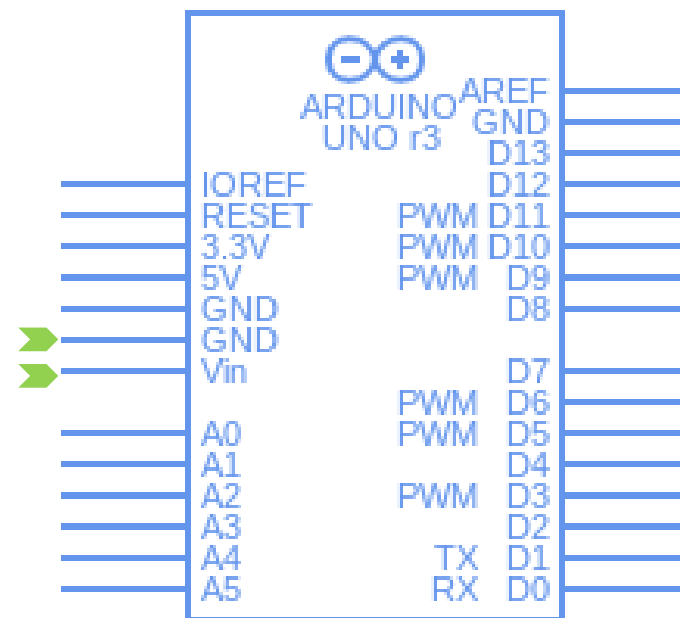 ARDUINO
UNO r3
IOREF
RESET
3.3V
5V
GND
GND
Vin
A0
A1
A2
A3
A4
A5
AREF
GND
D13
D12
PWM D11
PWM D10
PWM D9
D8
D7
PWM D6
PWM D5
D4
PWM D3
D2
TX D1
RX D0